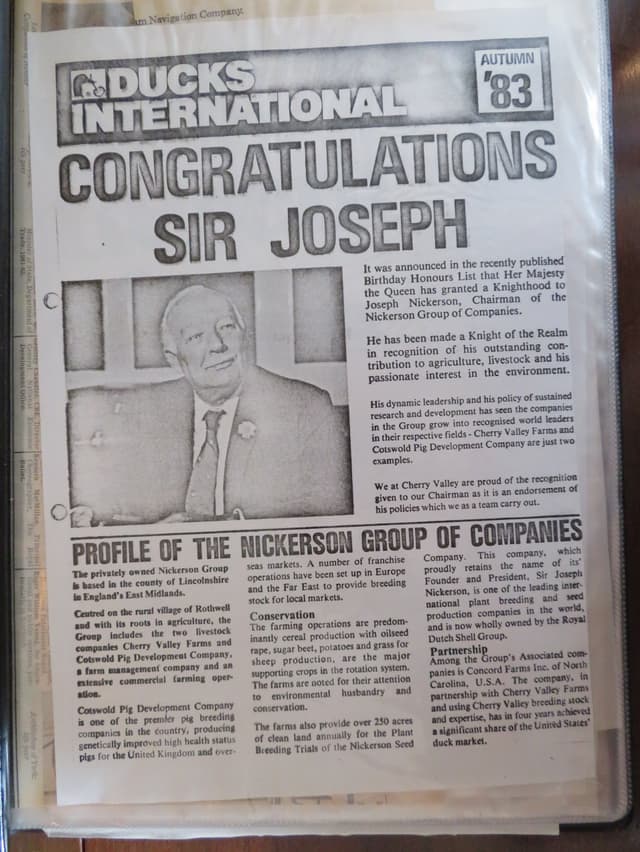 am Navigation Company.
DUCKS
INTERNATIONAL
AUTUMN
'83
CONGRATULATIONS
SIR JOSEPH
It was announced in the recently published
Birthday Honours List that Her Majesty
the Queen has granted a Knighthood to
Joseph Nickerson, Chairman of the
Nickerson Group of Companies.
He has been made a Knight of the Realm
in recognition of his outstanding con-
tribution to agriculture, livestock and his
passionate interest in the environment.
His dynamic leadership and his policy of sustained
research and development has seen the companies
in the Group grow into recognised world leaders
in their respective fields - Cherry Valley Farms and
Cotswold Pig Development Company are just two
examples.
We at Cherry Valley are proud of the recognition
given to our Chairman as it is an endorsement of
his policies which we as a team carry out.
PROFILE OF THE NICKERSON GROUP OF COMPANIES
The privately owned Nickerson Group
is based in the county of Lincolnshire
in England's East Midlands.
Centred on the rural village of Rothwell
and with its roots in agriculture, the
Group includes the two livestock
companies Cherry Valley Farms and
Cotswold Pig Development Company,
a farm management company and an
extensive commercial farming oper-
ation.
Cotswold Pig Development Company
is one of the premier pig breeding
companies in the country, producing
genetically improved high health status
pigs for the United Kingdom and over-
seas markets. A number of franchise
operations have been set up in Europe
and the Far East to provide breeding
stock for local markets.
Conservation
The farming operations are predom-
inantly cereal production with oilseed
rape, sugar beet, potatoes and grass for
sheep production, are the major
supporting crops in the rotation system.
The farms are noted for their attention
to environmental husbandry and
conservation.
The farms also provide over 250 acres
of clean land annually for the Plant
Breeding Trials of the Nickerson Seed
Company. This company, which
proudly retains the name of its'
Founder and President, Sir Joseph
Nickerson, is one of the leading inter-
national plant breeding and seed
production companies in the world,
and is now wholly owned by the Royal
Dutch Shell Group.
Partnership
Among the Group's Associated com-
panies is Concord Farms Inc. of North
Carolina, U.S.A. The company, in
partnership with Cherry Valley Farms
and using Cherry Valley breeding stock
and expertise, has in four years achieved
a significant share of the United States'
duck market.